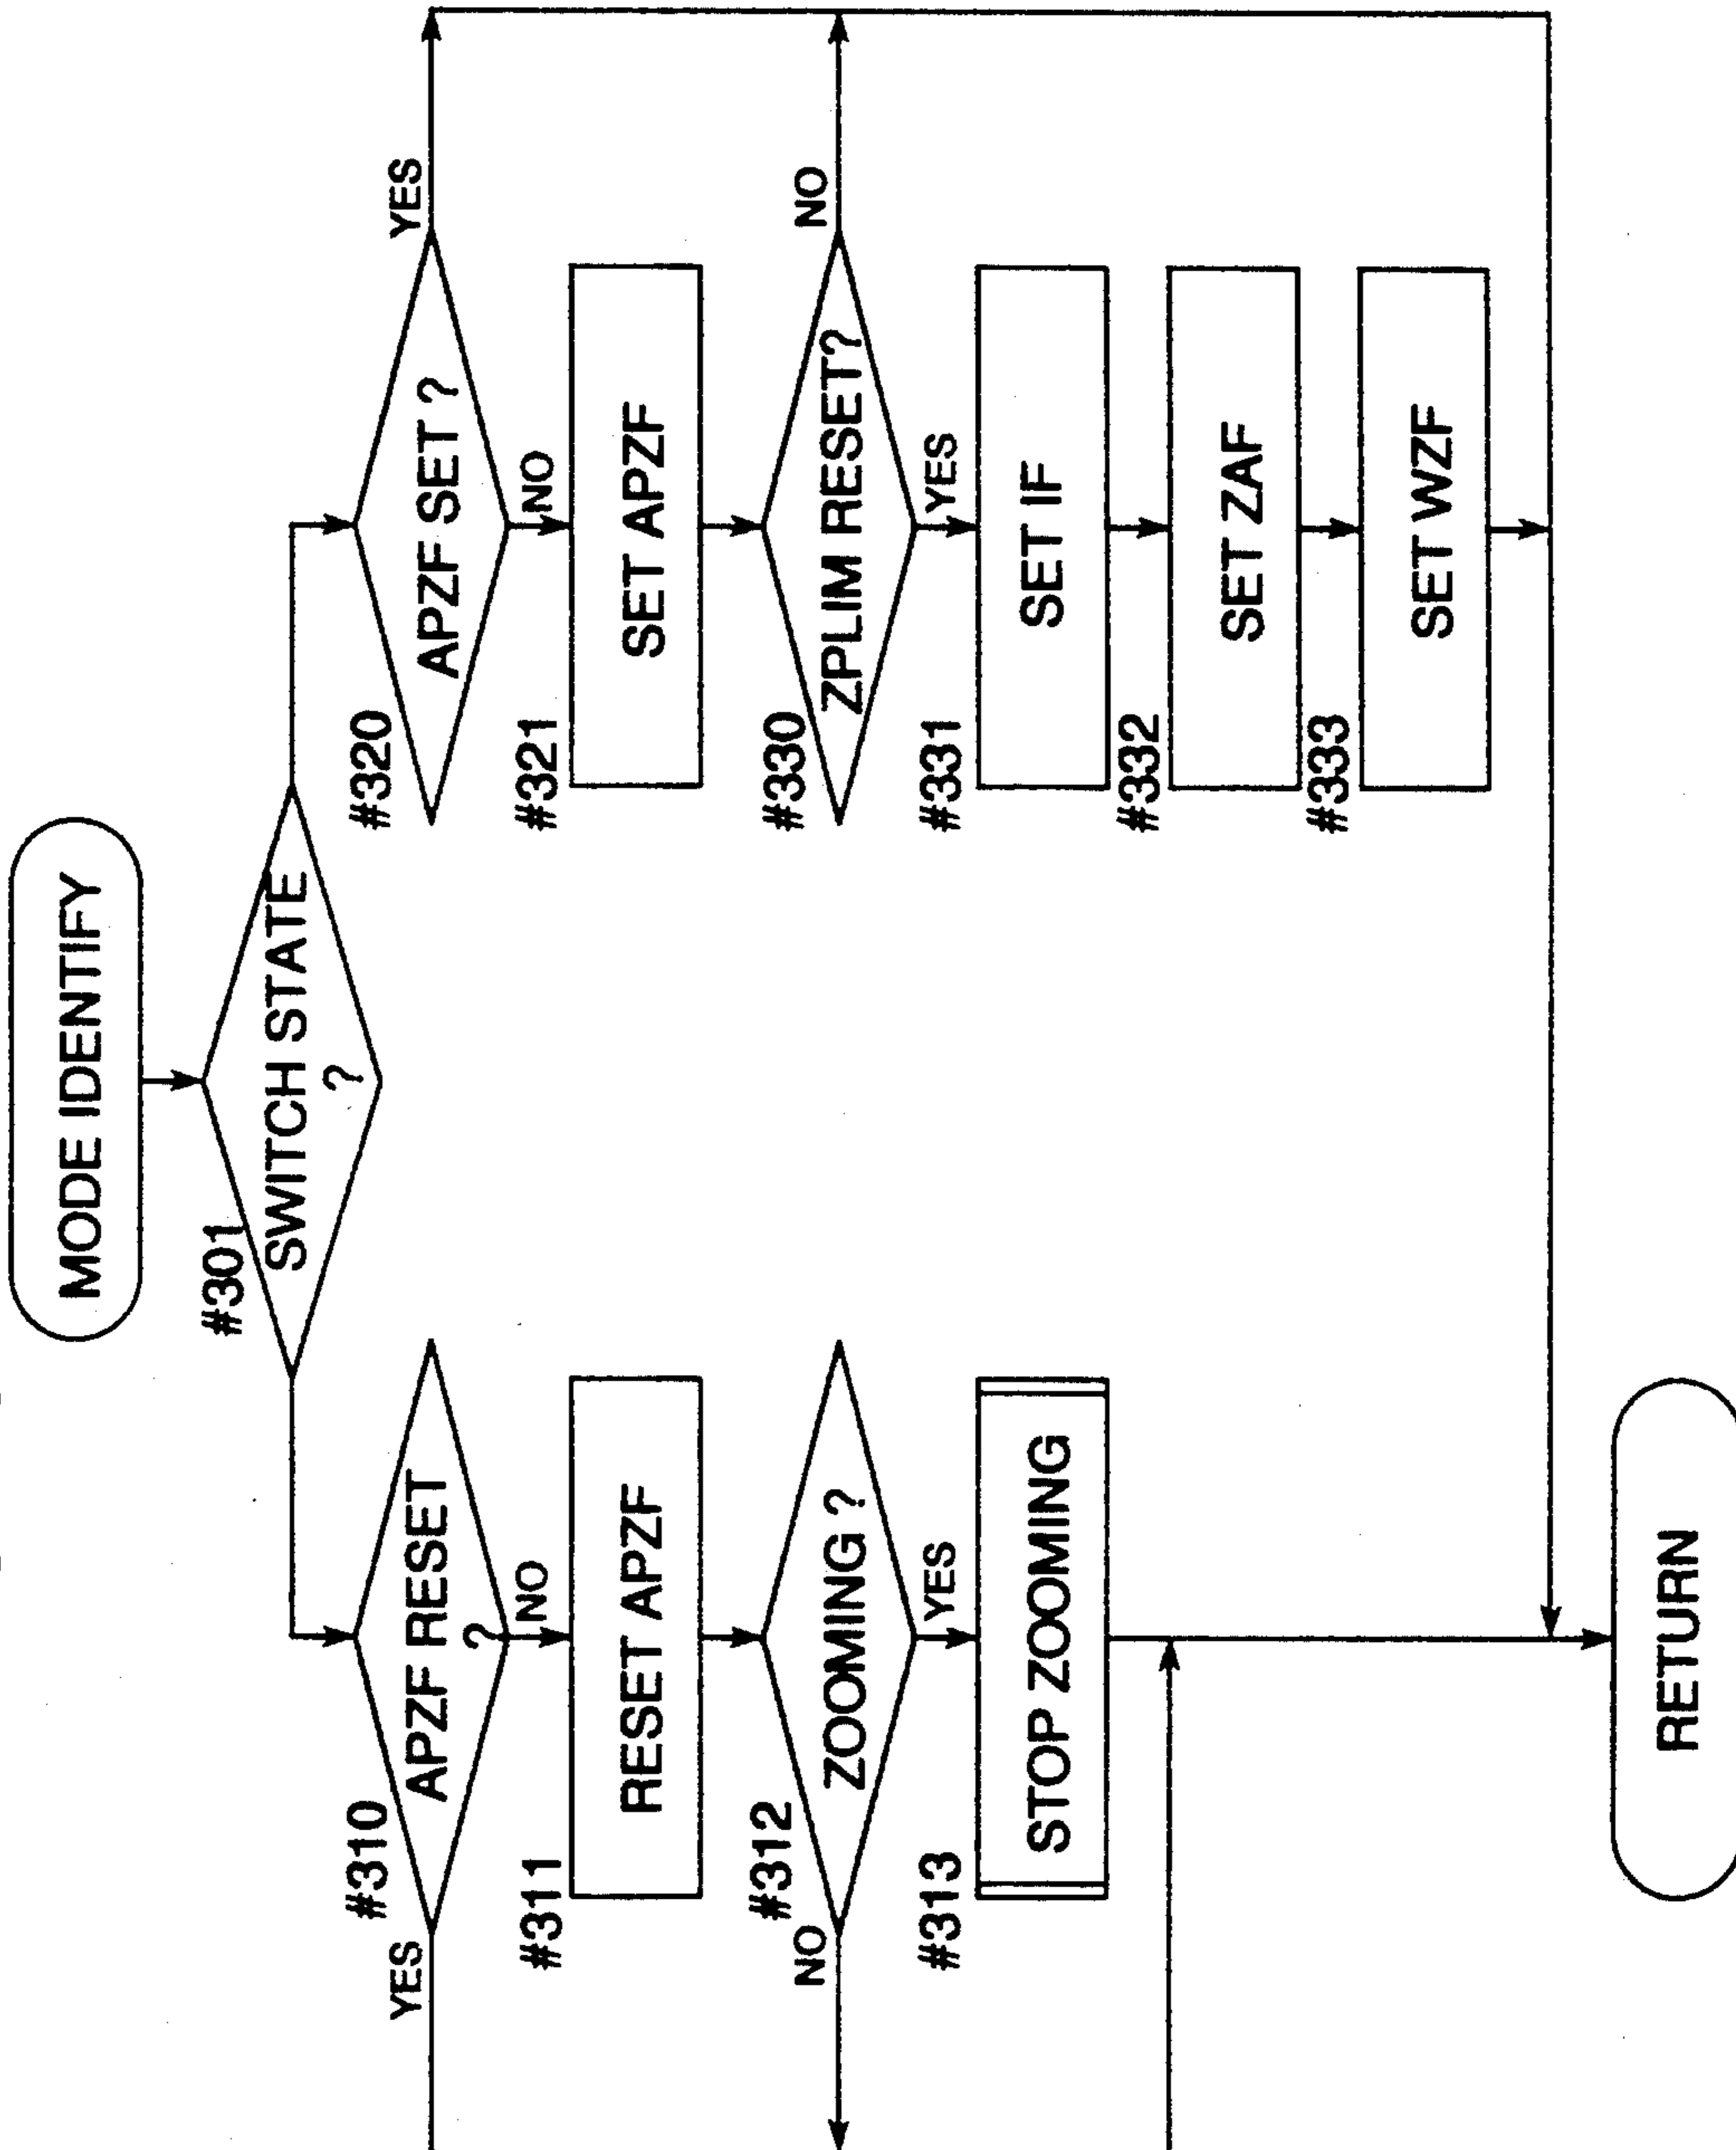 MODE IDENTIFY
#301
SWITCH STATE
?
#310
APZF RESET
?
YES
NO
#311
RESET APZF
#312
ZOOMING ?
NO
YES
#313
STOP ZOOMING
#320
APZF SET ?
YES
NO
#321
SET APZF
#330
ZPLIM RESET?
NO
YES
#331
SET IF
#332
SET ZAF
#333
SET WZF
RETURN